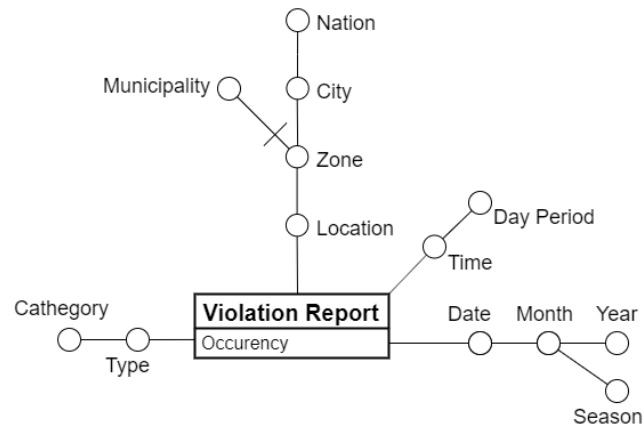 Nation
Municipality
City
Zone
Day Period
Location
Time
Violation Report
Cathegory
Date
Month
Year
Occurency
Type
Season